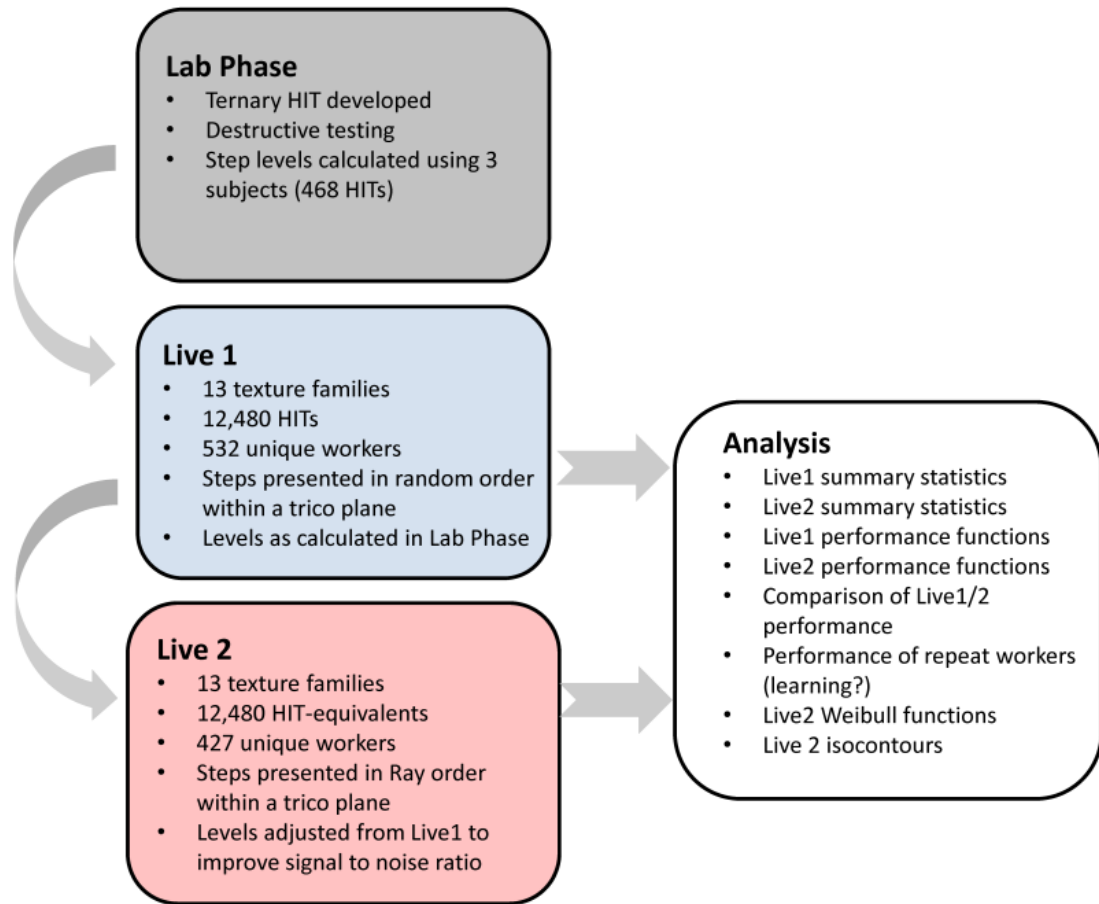 Lab Phase
• Ternary HIT developed
• Destructive testing
• Step levels calculated using 3
subjects (468 HITs)
Live 1
• 13 texture families
• 12,480 HITs
• 532 unique workers
• Steps presented in random order
within a trico plane
• Levels as calculated in Lab Phase
Live 2
• 13 texture families
• 12,480 HIT-equivalents
• 427 unique workers
• Steps presented in Ray order
within a trico plane
• Levels adjusted from Live1 to
improve signal to noise ratio
Analysis
• Live1 summary statistics
• Live2 summary statistics
• Live1 performance functions
• Live2 performance functions
• Comparison of Live1/2
performance
• Performance of repeat workers
(learning?)
• Live2 Weibull functions
• Live 2 isocontours